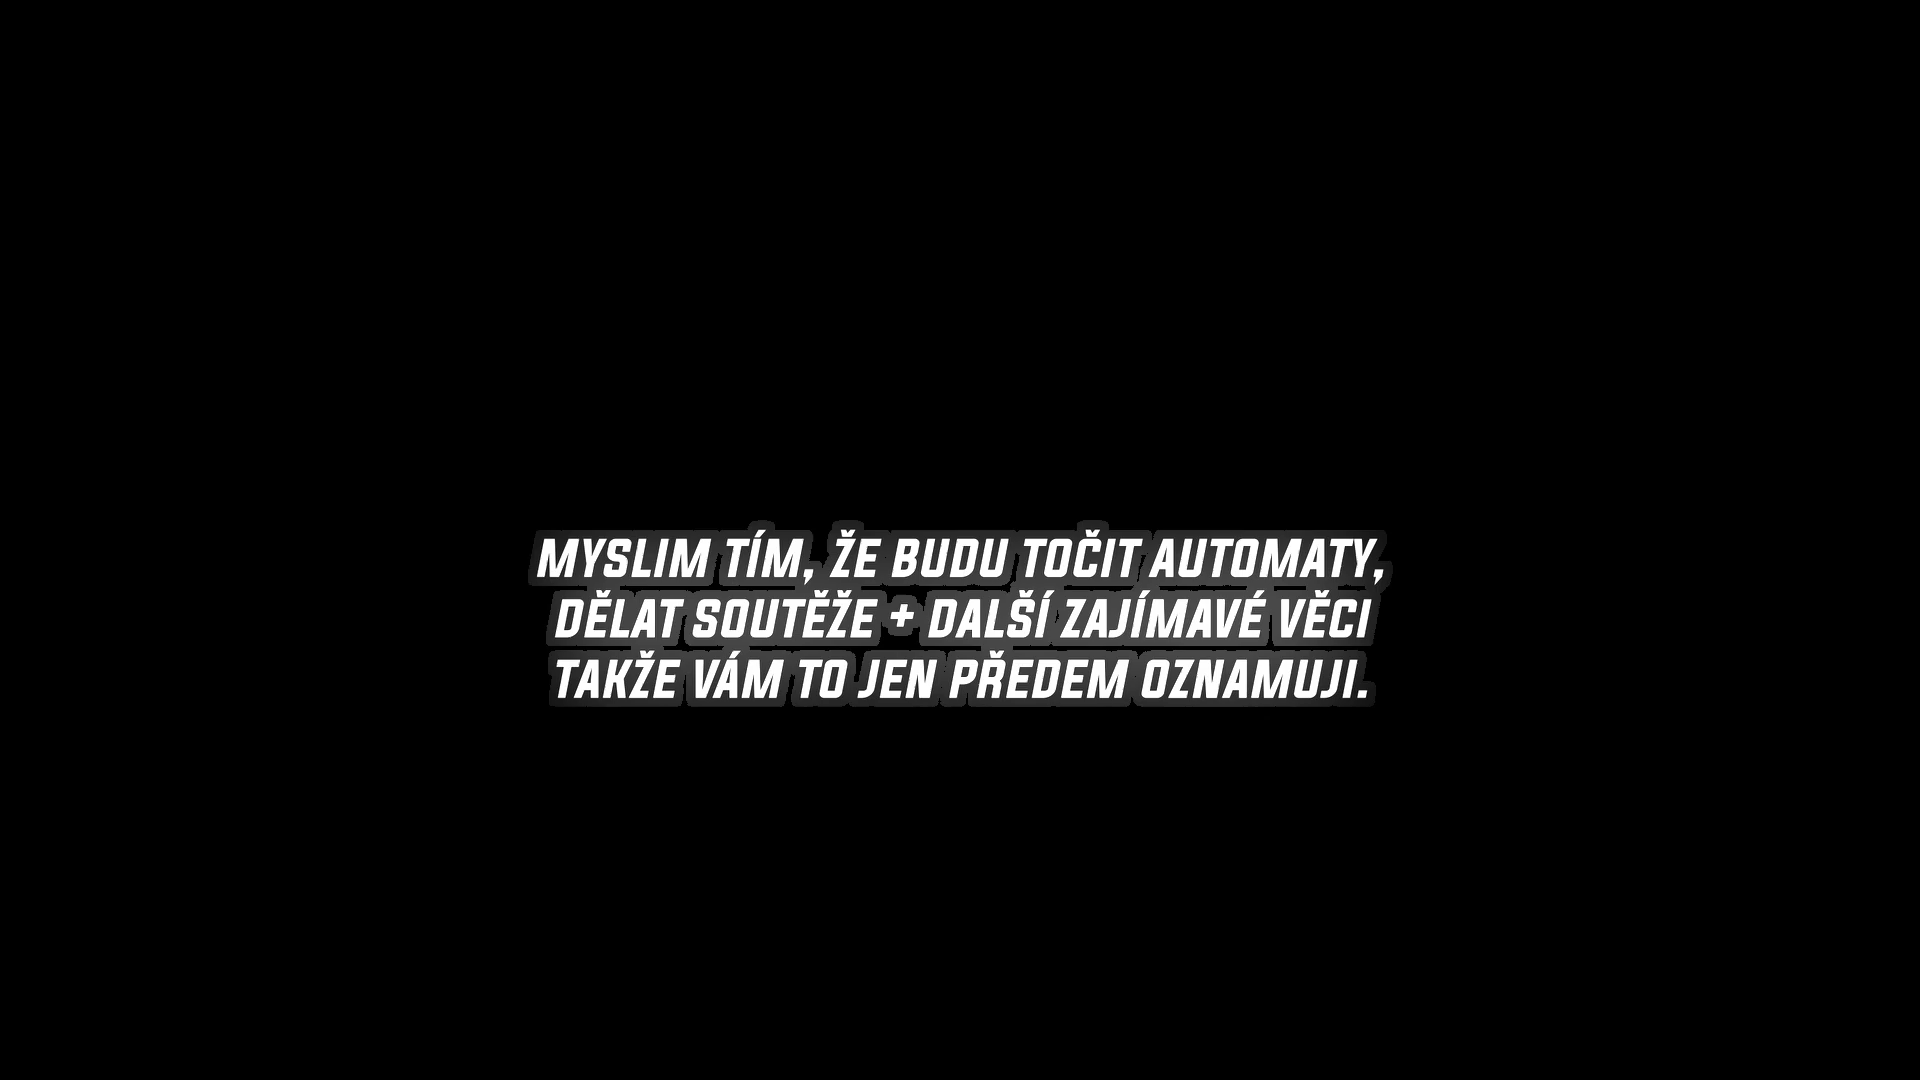 MYSLIM TÍM, ŽE BUDU TOČIT AUTOMATY,
DĚLAT SOUTĚŽE + DALŠÍ ZAJÍMAVÉ VĚCI
TAKŽE VÁM TO JEN PŘEDEM OZNAMUJI.